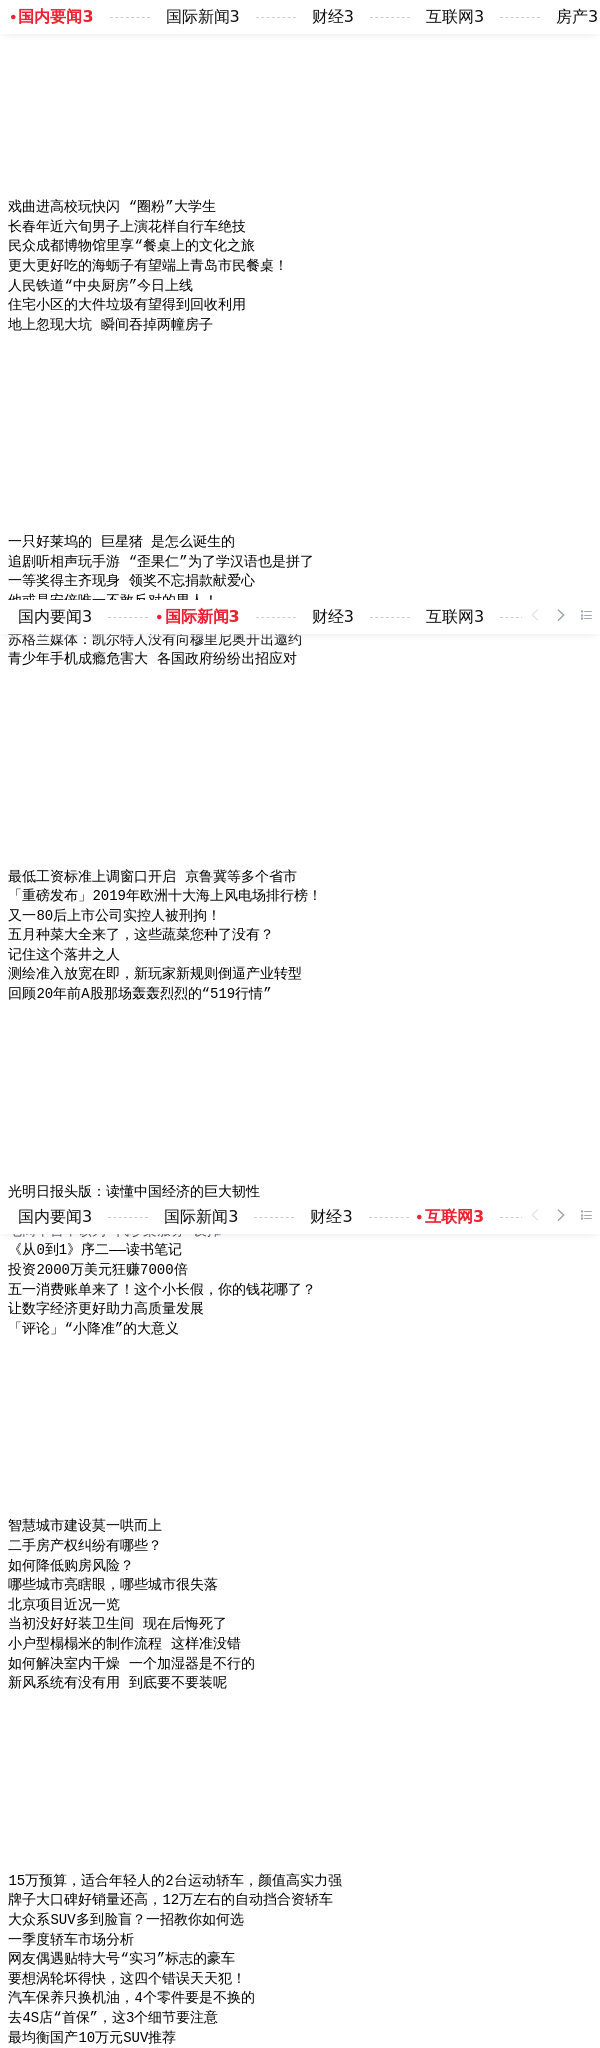 •国内要闻3 国际新闻3 财经3 互联网3 房产3
戏曲进高校玩快闪 “圈粉”大学生
长春年近六旬男子上演花样自行车绝技
民众成都博物馆里享“餐桌上的文化之旅
更大更好吃的海蛎子有望端上青岛市民餐桌！
人民铁道“中央厨房”今日上线
住宅小区的大件垃圾有望得到回收利用
地上忽现大坑 瞬间吞掉两幢房子
一只好莱坞的 巨星猪 是怎么诞生的
追剧听相声玩手游 “歪果仁”为了学汉语也是拼了
一等奖得主齐现身 领奖不忘捐款献爱心
他或是安倍唯一不敢反对的男人！
国内要闻3 •国际新闻3 财经3 互联网3
苏格兰媒体：凯尔特人没有向穆里尼奥开出邀约
青少年手机成瘾危害大 各国政府纷纷出招应对
最低工资标准上调窗口开启 京鲁冀等多个省市
「重磅发布」2019年欧洲十大海上风电场排行榜！
又一80后上市公司实控人被刑拘！
五月种菜大全来了，这些蔬菜您种了没有？
记住这个落井之人
测绘准入放宽在即，新玩家新规则倒逼产业转型
回顾20年前A股那场轰轰烈烈的“519行情”
光明日报头版：读懂中国经济的巨大韧性
国内要闻3 国际新闻3 财经3 •互联网3
《从0到1》序二——读书笔记
投资2000万美元狂赚7000倍
五一消费账单来了！这个小长假，你的钱花哪了？
让数字经济更好助力高质量发展
「评论」“小降准”的大意义
智慧城市建设莫一哄而上
二手房产权纠纷有哪些？
如何降低购房风险？
哪些城市亮瞎眼，哪些城市很失落
北京项目近况一览
当初没好好装卫生间 现在后悔死了
小户型榻榻米的制作流程 这样准没错
如何解决室内干燥 一个加湿器是不行的
新风系统有没有用 到底要不要装呢
15万预算，适合年轻人的2台运动轿车，颜值高实力强
牌子大口碑好销量还高，12万左右的自动挡合资轿车
大众系SUV多到脸盲？一招教你如何选
一季度轿车市场分析
网友偶遇贴特大号“实习”标志的豪车
要想涡轮坏得快，这四个错误天天犯！
汽车保养只换机油，4个零件要是不换的
去4S店“首保”，这3个细节要注意
最均衡国产10万元SUV推荐